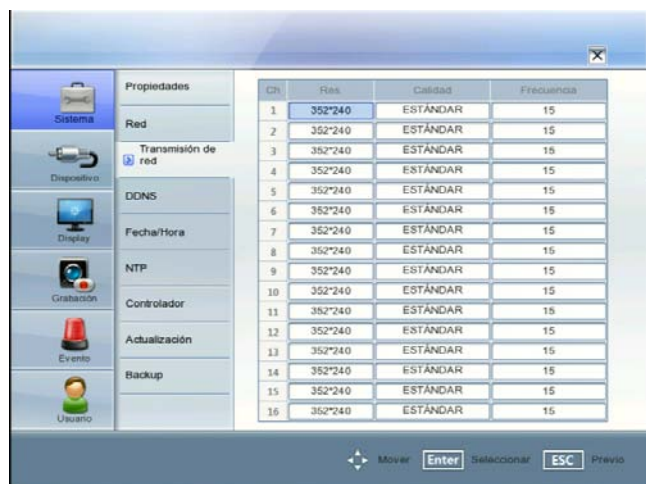 Sistema
Dispositivo
Display
Grabación
Evento
Usuario
Propiedades
Red
Transmisión de
red
DDNS
Fecha/Hora
NTP
Controlador
Actualización
Backup
Ch Res. Calidad Frecuencia
1 352*240 ESTÁNDAR 15
2 352*240 ESTÁNDAR 15
3 352*240 ESTÁNDAR 15
4 352*240 ESTÁNDAR 15
5 352*240 ESTÁNDAR 15
6 352*240 ESTÁNDAR 15
7 352*240 ESTÁNDAR 15
8 352*240 ESTÁNDAR 15
9 352*240 ESTÁNDAR 15
10 352*240 ESTÁNDAR 15
11 352*240 ESTÁNDAR 15
12 352*240 ESTÁNDAR 15
13 352*240 ESTÁNDAR 15
14 352*240 ESTÁNDAR 15
15 352*240 ESTÁNDAR 15
16 352*240 ESTÁNDAR 15
Mover Enter Seleccionar ESC Previo